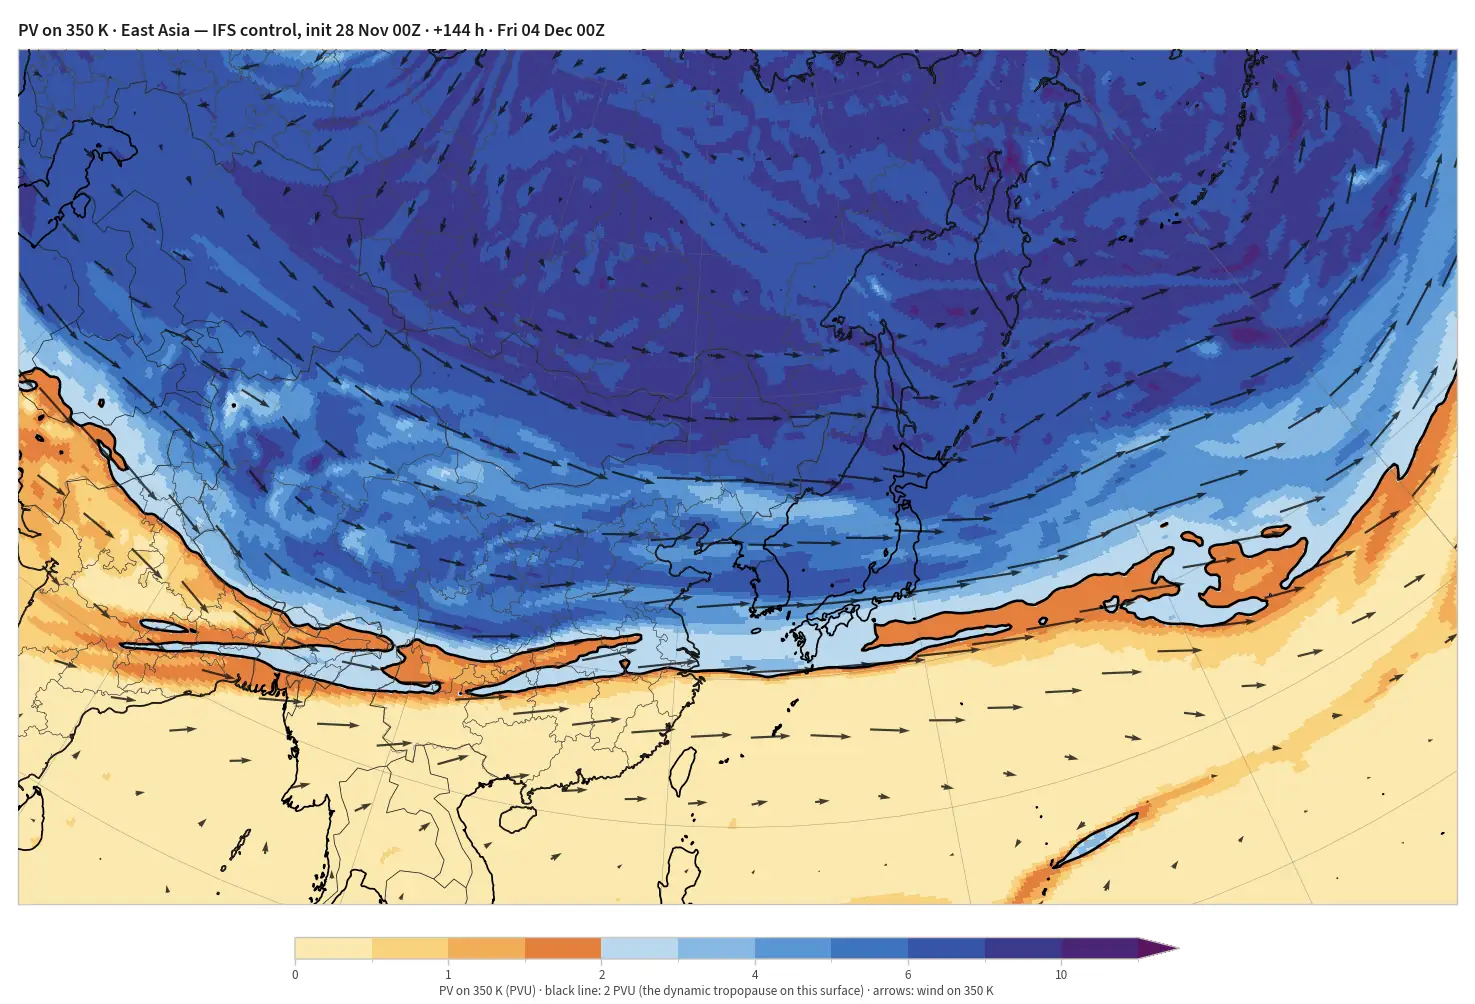 PV on 350 K · East Asia — IFS control, init 28 Nov 00Z · +144 h · Fri 04 Dec 00Z
0 1 2 4 6 10
PV on 350 K (PVU) · black line: 2 PVU (the dynamic tropopause on this surface) · arrows: wind on 350 K